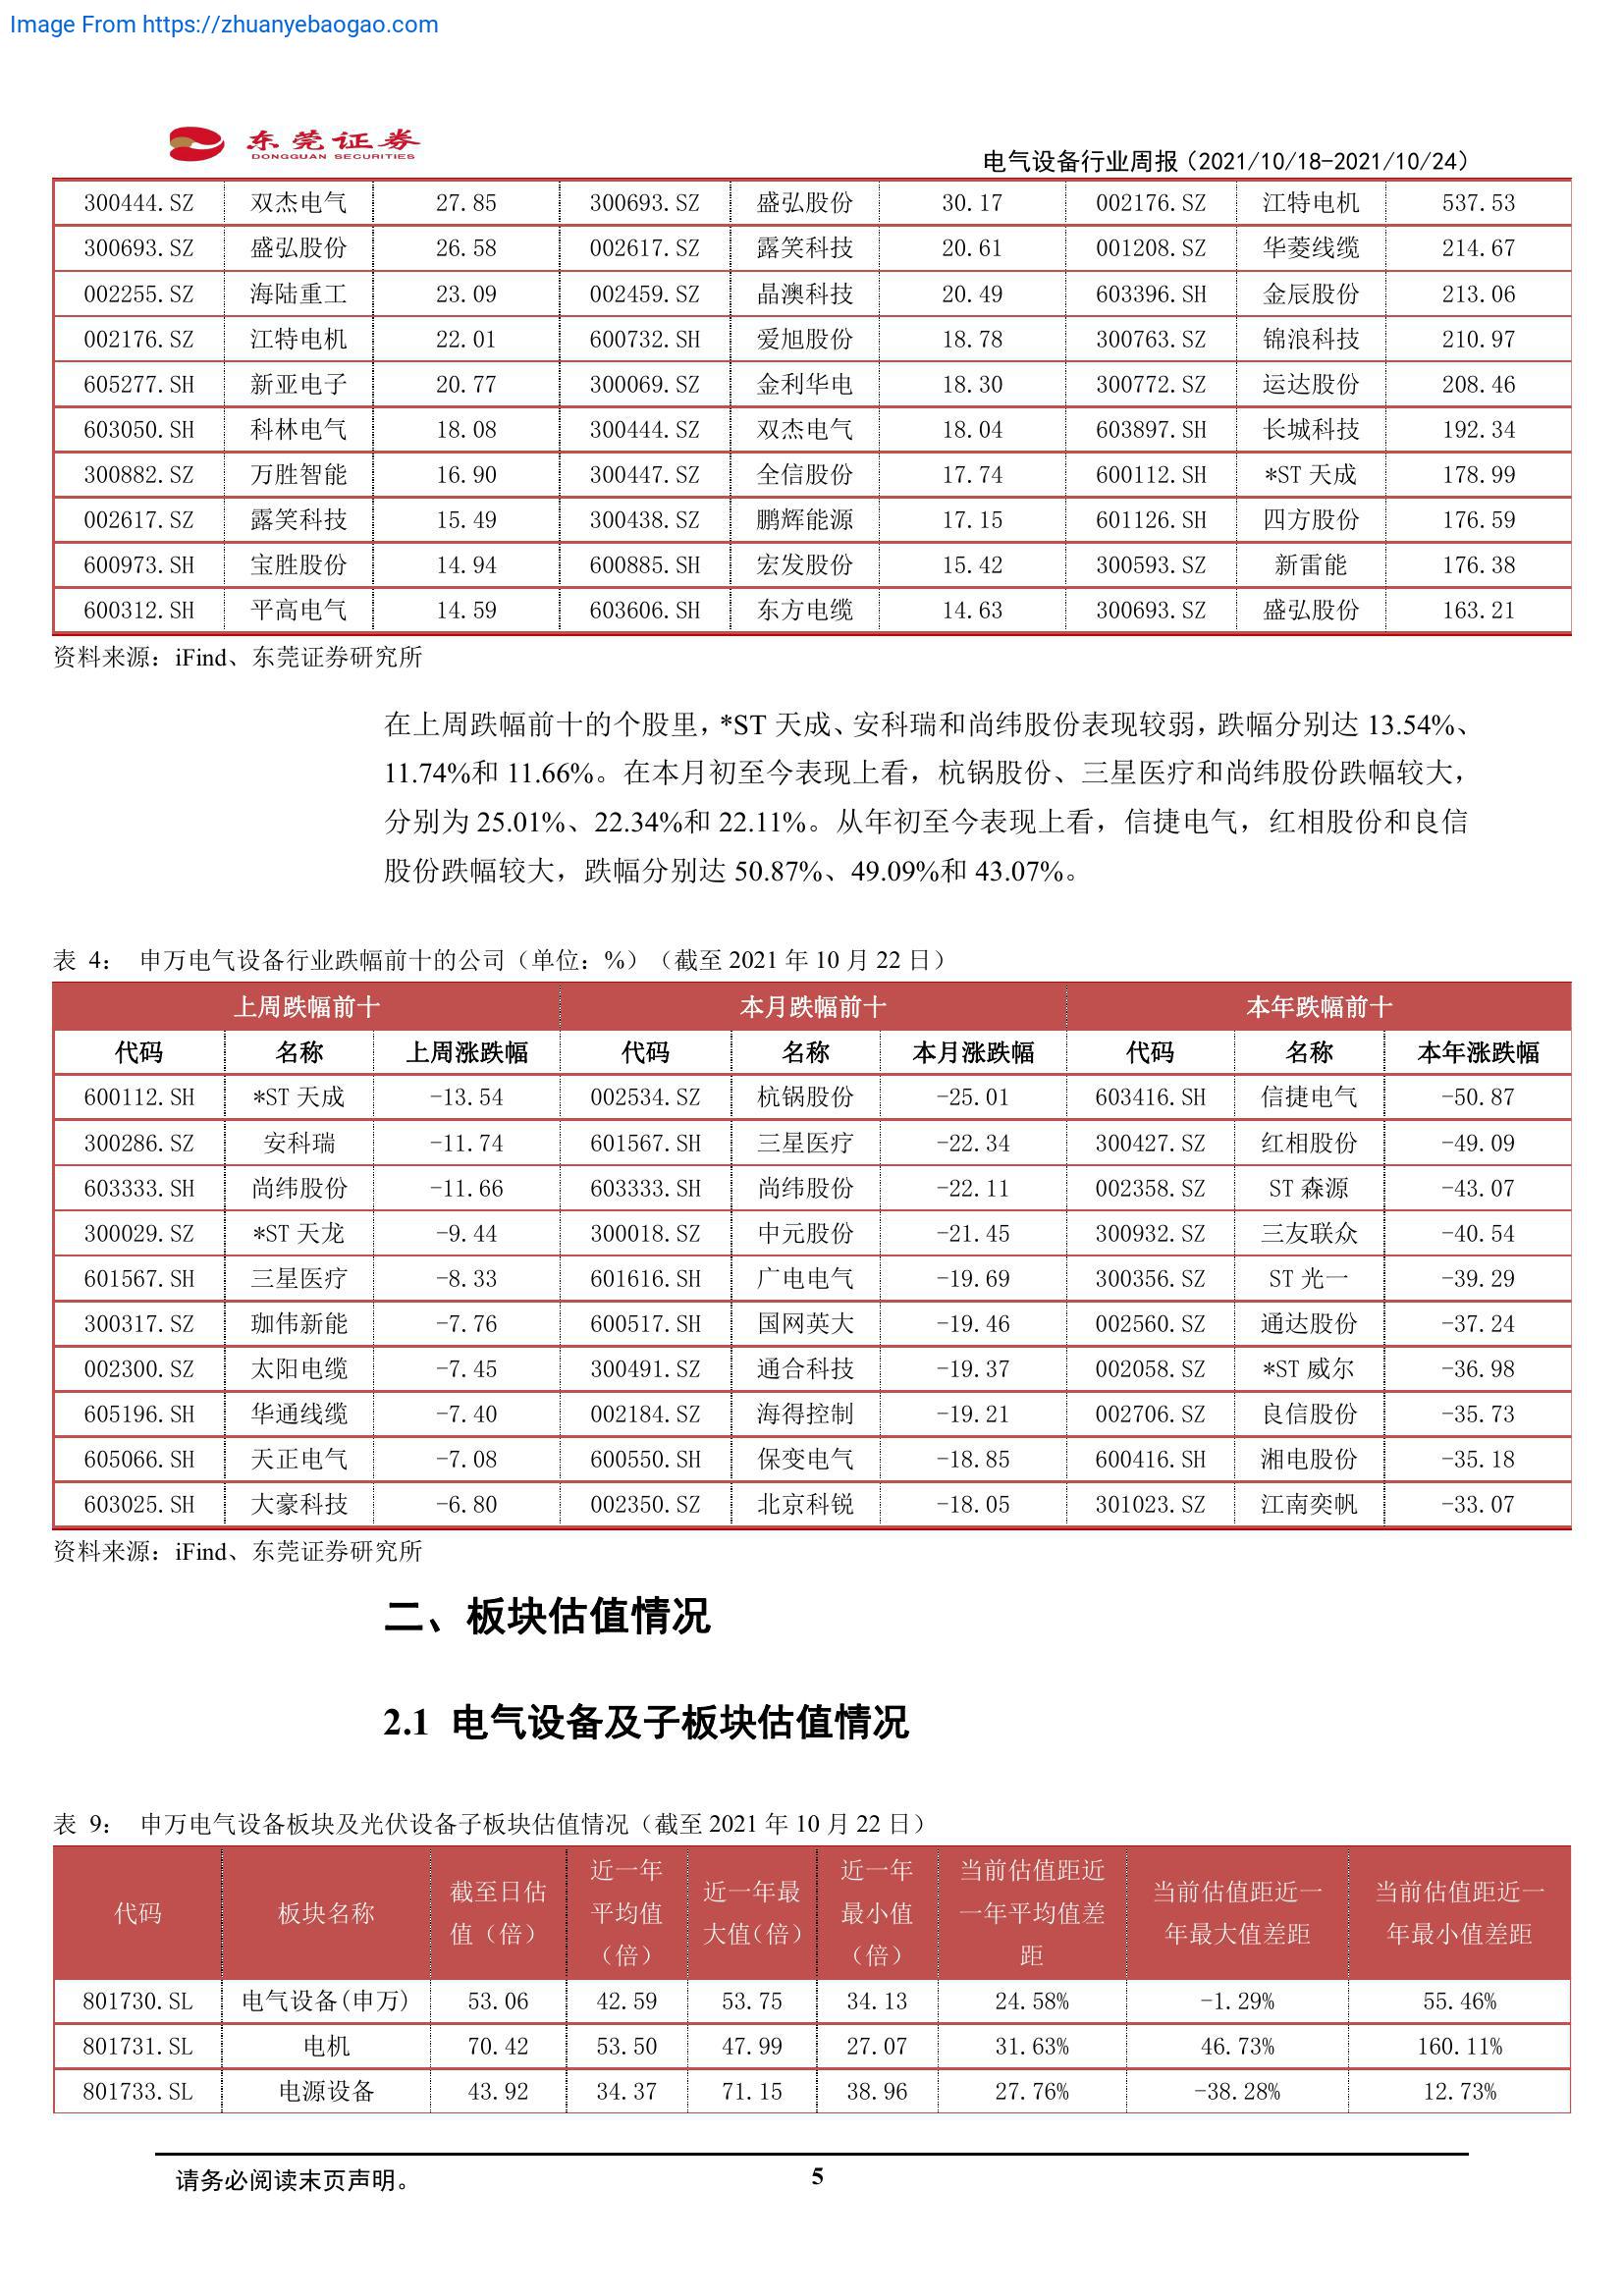 Image From https://zhuanyebaogao.com
东莞证券
DONGGUAN SECURITIES
电气设备行业周报（2021/10/18-2021/10/24）
300444.SZ 双杰电气 27.85 300693.SZ 盛弘股份 30.17 002176.SZ 江特电机 537.53
300693.SZ 盛弘股份 26.58 002617.SZ 露笑科技 20.61 001208.SZ 华菱线缆 214.67
002255.SZ 海陆重工 23.09 002459.SZ 晶澳科技 20.49 603396.SH 金辰股份 213.06
002176.SZ 江特电机 22.01 600732.SH 爱旭股份 18.78 300763.SZ 锦浪科技 210.97
605277.SH 新亚电子 20.77 300069.SZ 金利华电 18.30 300772.SZ 运达股份 208.46
603050.SH 科林电气 18.08 300444.SZ 双杰电气 18.04 603897.SH 长城科技 192.34
300882.SZ 万胜智能 16.90 300447.SZ 全信股份 17.74 600112.SH *ST 天成 178.99
002617.SZ 露笑科技 15.49 300438.SZ 鹏辉能源 17.15 601126.SH 四方股份 176.59
600973.SH 宝胜股份 14.94 600885.SH 宏发股份 15.42 300593.SZ 新雷能 176.38
600312.SH 平高电气 14.59 603606.SH 东方电缆 14.63 300693.SZ 盛弘股份 163.21
资料来源：iFind、东莞证券研究所
在上周跌幅前十的个股里，*ST 天成、安科瑞和尚纬股份表现较弱，跌幅分别达 13.54%、
11.74%和 11.66%。在本月初至今表现上看，杭锅股份、三星医疗和尚纬股份跌幅较大，
分别为 25.01%、22.34%和 22.11%。从年初至今表现上看，信捷电气，红相股份和良信
股份跌幅较大，跌幅分别达 50.87%、49.09%和 43.07%。
表 4： 申万电气设备行业跌幅前十的公司（单位：%）（截至 2021 年 10 月 22 日）
上周跌幅前十 本月跌幅前十 本年跌幅前十
代码 名称 上周涨跌幅 代码 名称 本月涨跌幅 代码 名称 本年涨跌幅
600112.SH *ST 天成 -13.54 002534.SZ 杭锅股份 -25.01 603416.SH 信捷电气 -50.87
300286.SZ 安科瑞 -11.74 601567.SH 三星医疗 -22.34 300427.SZ 红相股份 -49.09
603333.SH 尚纬股份 -11.66 603333.SH 尚纬股份 -22.11 002358.SZ ST 森源 -43.07
300029.SZ *ST 天龙 -9.44 300018.SZ 中元股份 -21.45 300932.SZ 三友联众 -40.54
601567.SH 三星医疗 -8.33 601616.SH 广电电气 -19.69 300356.SZ ST 光一 -39.29
300317.SZ 珈伟新能 -7.76 600517.SH 国网英大 -19.46 002560.SZ 通达股份 -37.24
002300.SZ 太阳电缆 -7.45 300491.SZ 通合科技 -19.37 002058.SZ *ST 威尔 -36.98
605196.SH 华通线缆 -7.40 002184.SZ 海得控制 -19.21 002706.SZ 良信股份 -35.73
605066.SH 天正电气 -7.08 600550.SH 保变电气 -18.85 600416.SH 湘电股份 -35.18
603025.SH 大豪科技 -6.80 002350.SZ 北京科锐 -18.05 301023.SZ 江南奕帆 -33.07
资料来源：iFind、东莞证券研究所
二、板块估值情况
2.1 电气设备及子板块估值情况
表 9： 申万电气设备板块及光伏设备子板块估值情况（截至 2021 年 10 月 22 日）
代码 板块名称 截至日估值（倍） 近一年平均值（倍） 近一年最大值（倍） 近一年最小值（倍） 当前估值距近一年平均值差距 当前估值距近一年最大值差距 当前估值距近一年最小值差距
801730.SL 电气设备(申万) 53.06 42.59 53.75 34.13 24.58% -1.29% 55.46%
801731.SL 电机 70.42 53.50 47.99 27.07 31.63% 46.73% 160.11%
801733.SL 电源设备 43.92 34.37 71.15 38.96 27.76% -38.28% 12.73%
请务必阅读末页声明。
5